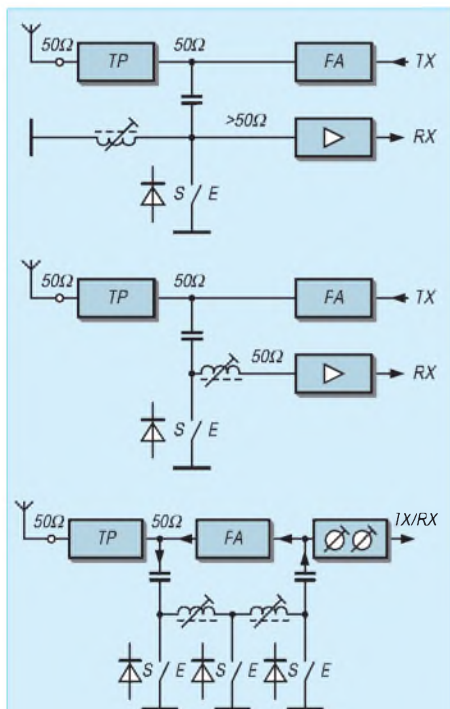 50Ω 50Ω
TP FA TX
>50Ω
RX
S E
50Ω 50Ω
TP FA TX
50Ω
RX
S E
50Ω 50Ω TX/RX
TP FA
S E S E S E